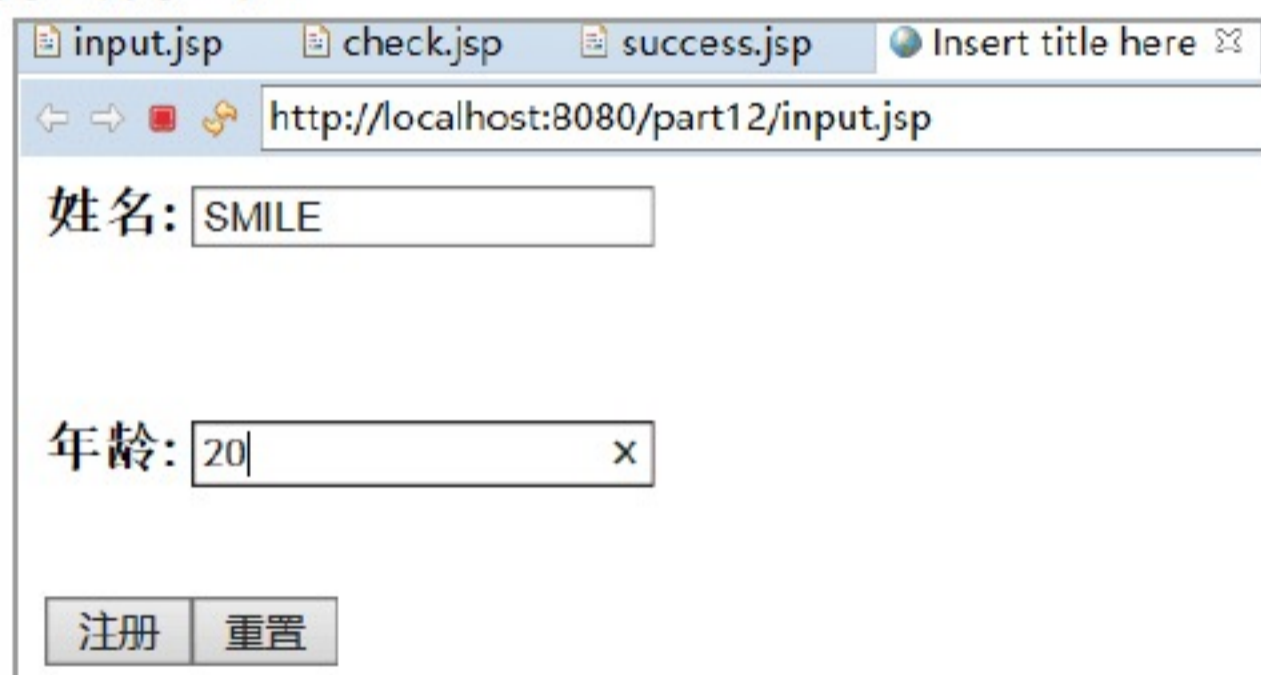 input.jsp check.jsp success.jsp Insert title here
http://localhost:8080/part12/input.jsp
姓名: SMILE
年龄: 20 ×
注册 重置